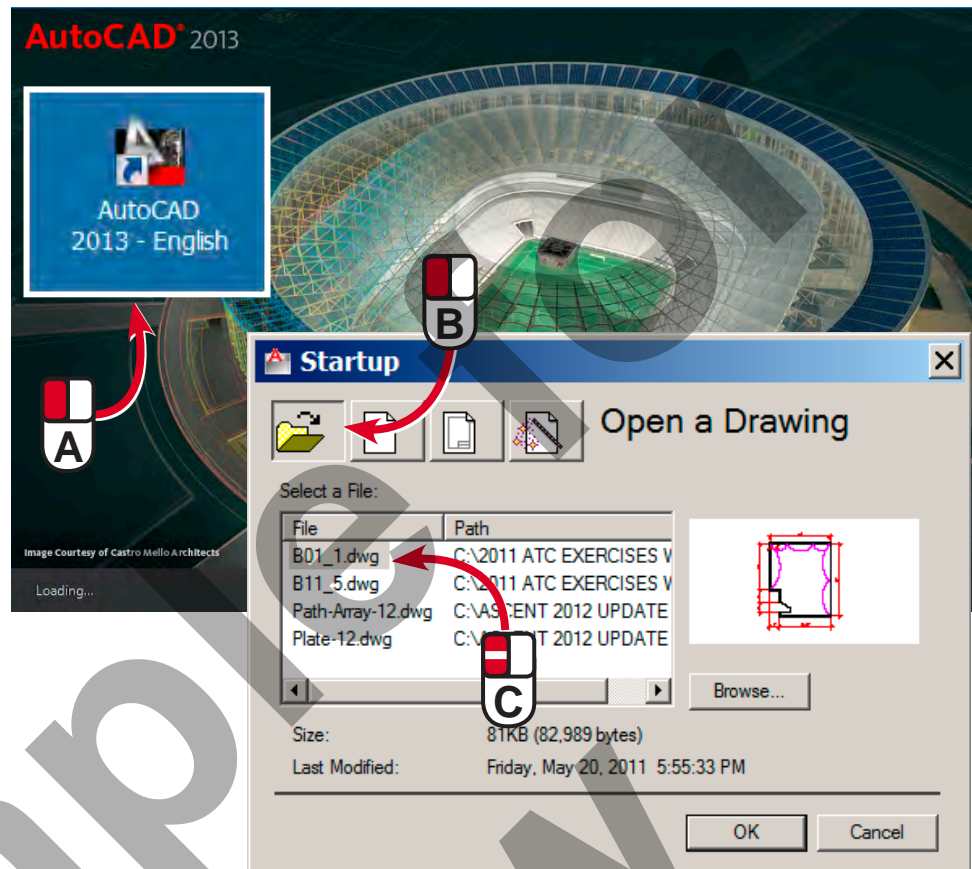 AutoCAD® 2013
AutoCAD
2013 - English
B
A
Startup
Open a Drawing
Select a File:
File Path
B01_1.dwg C:\2011 ATC EXERCISES W
B11_5.dwg C:\2011 ATC EXERCISES W
Path-Array-12.dwg C:\ASCENT 2012 UPDATE
Plate-12.dwg 2012 UPDATE
C
Browse...
Size: 81KB (82,989 bytes)
Last Modified: Friday, May 20, 2011 5:55:33 PM
OK Cancel
Image Courtesy of Castro Mello Architects
Loading...